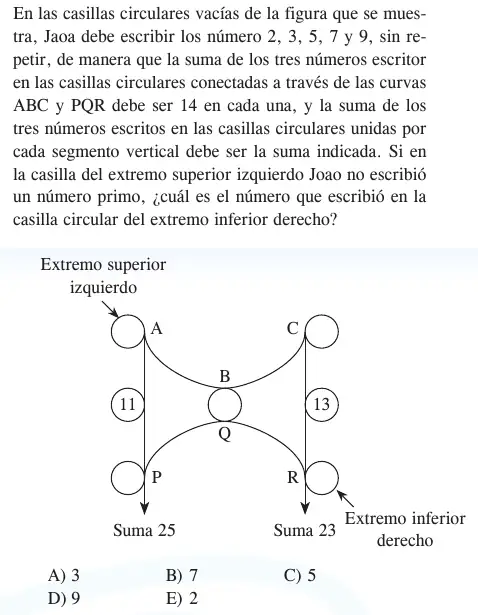 En las casillas circulares vacías de la figura que se mues-
tra, Jaoa debe escribir los número 2, 3, 5, 7 y 9, sin re-
petir, de manera que la suma de los tres números escritor
en las casillas circulares conectadas a través de las curvas
ABC y PQR debe ser 14 en cada una, y la suma de los
tres números escritos en las casillas circulares unidas por
cada segmento vertical debe ser la suma indicada. Si en
la casilla del extremo superior izquierdo Joao no escribió
un número primo, ¿cuál es el número que escribió en la
casilla circular del extremo inferior derecho?
Extremo superior
izquierdo
A
C
B
11
13
Q
P
R
Suma 25
Suma 23
Extremo inferior
derecho
A) 3 B) 7 C) 5
D) 9 E) 2